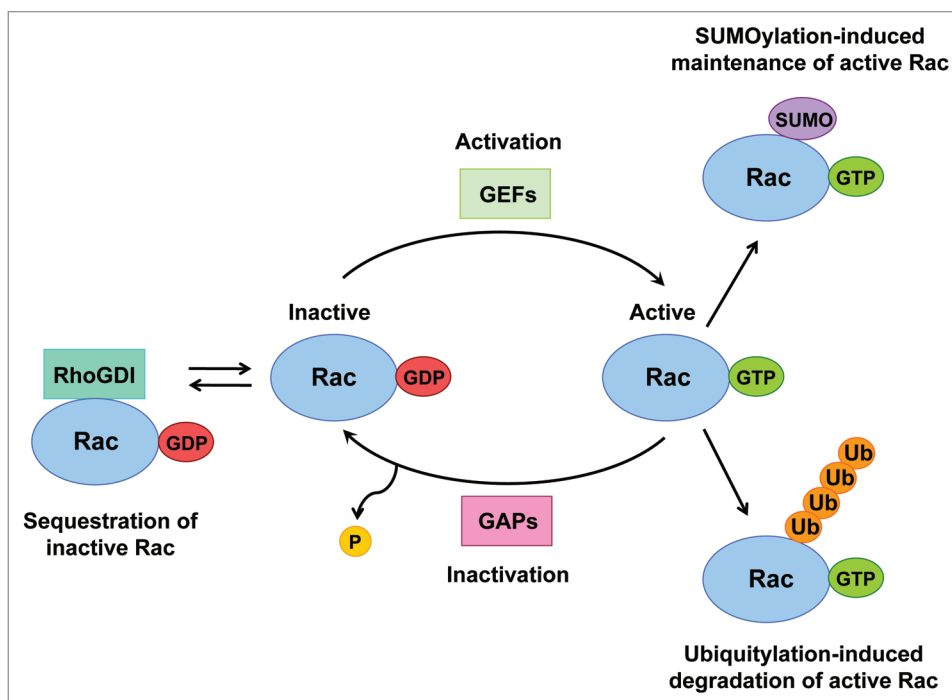 SUMOylation-induced
maintenance of active Rac
SUMO
Rac
GTP
Activation
GEFs
Inactive
Rac
GDP
Active
Rac
GTP
RhoGDI
Rac
GDP
Sequestration of
inactive Rac
P
GAPs
Inactivation
Ub
Ub
Ub
Ub
Rac
GTP
Ubiquitylation-induced
degradation of active Rac